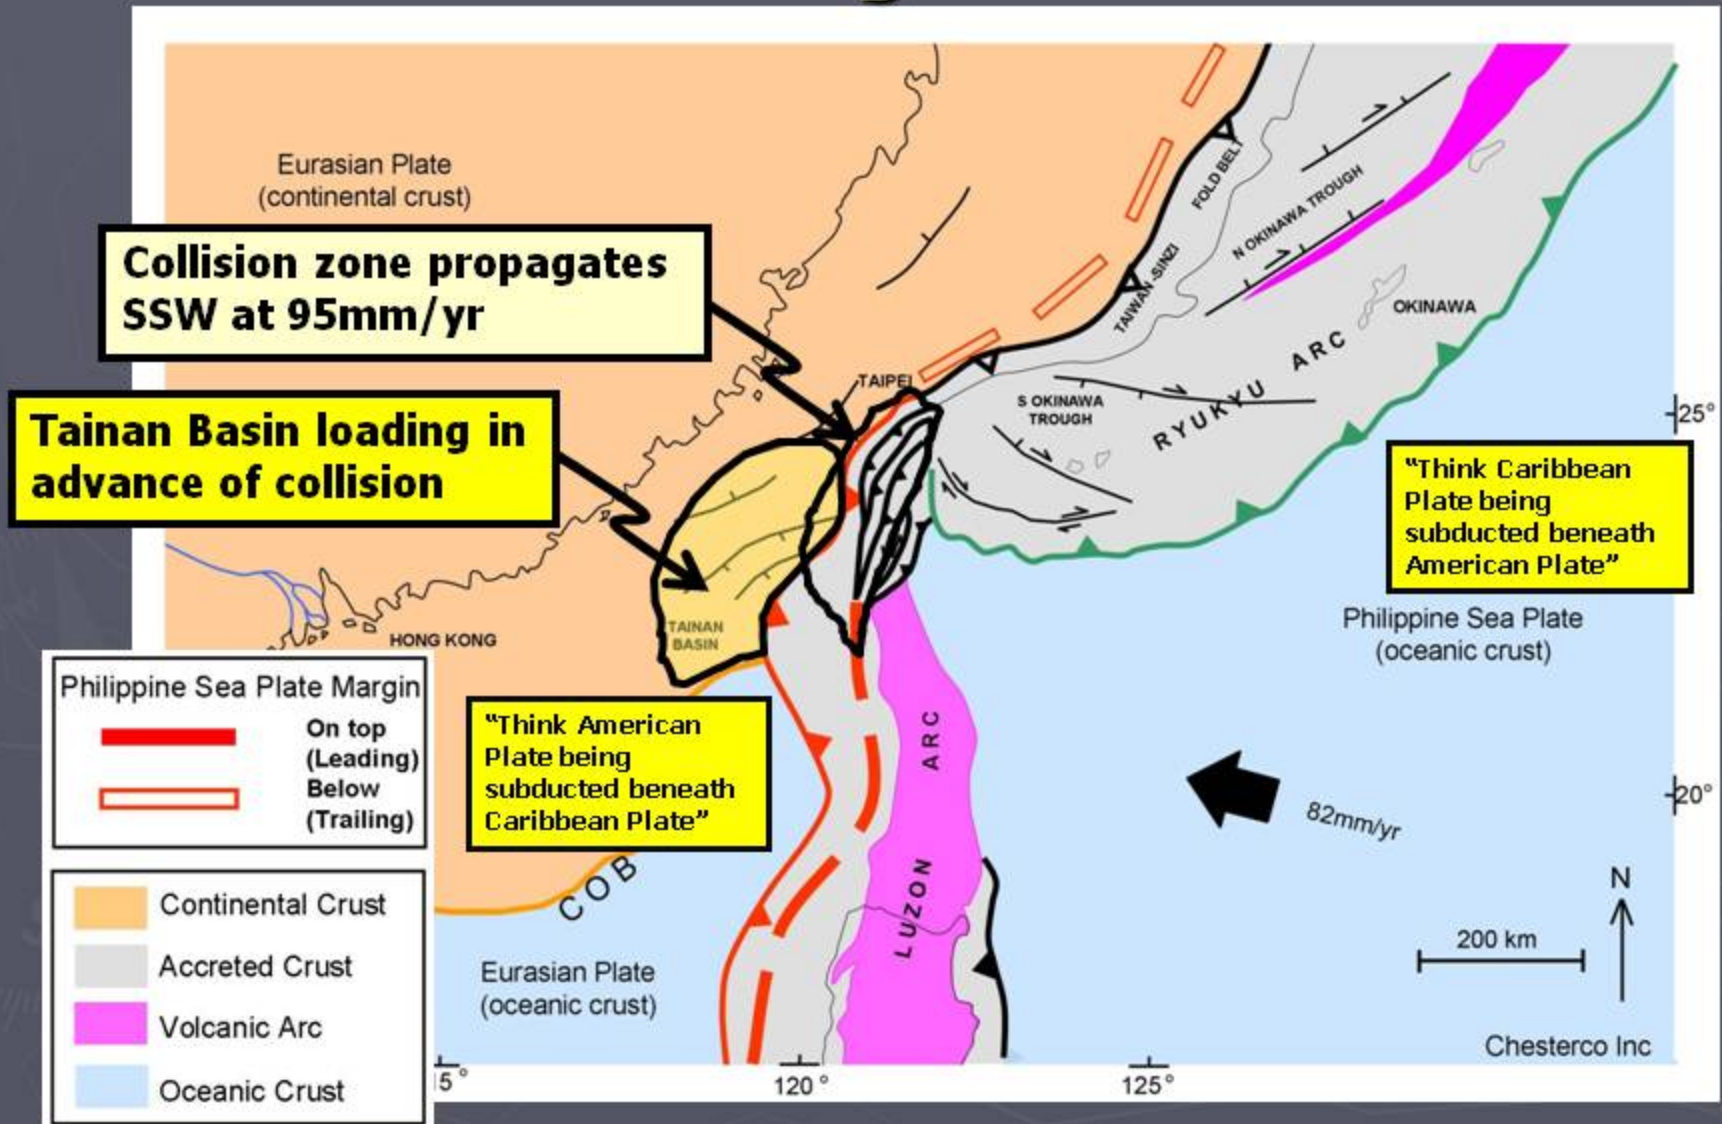 Eurasian Plate
(continental crust)
Collision zone propagates
SSW at 95mm/yr
Tainan Basin loading in
advance of collision
TAIPEI
FOLD BELT
TAIWAN-SINZI
N OKINAWA TROUGH
OKINAWA
S OKINAWA
TROUGH
RYUKYU ARC
25°
"Think Caribbean
Plate being
subducted beneath
American Plate"
Philippine Sea Plate
(oceanic crust)
HONG KONG
TAINAN
BASIN
Philippine Sea Plate Margin
On top
(Leading)
Below
(Trailing)
"Think American
Plate being
subducted beneath
Caribbean Plate"
LUZON ARC
20°
82mm/yr
COB
Eurasian Plate
(oceanic crust)
N
200 km
Continental Crust
Accreted Crust
Volcanic Arc
Oceanic Crust
Chesterco Inc
5°
120°
125°